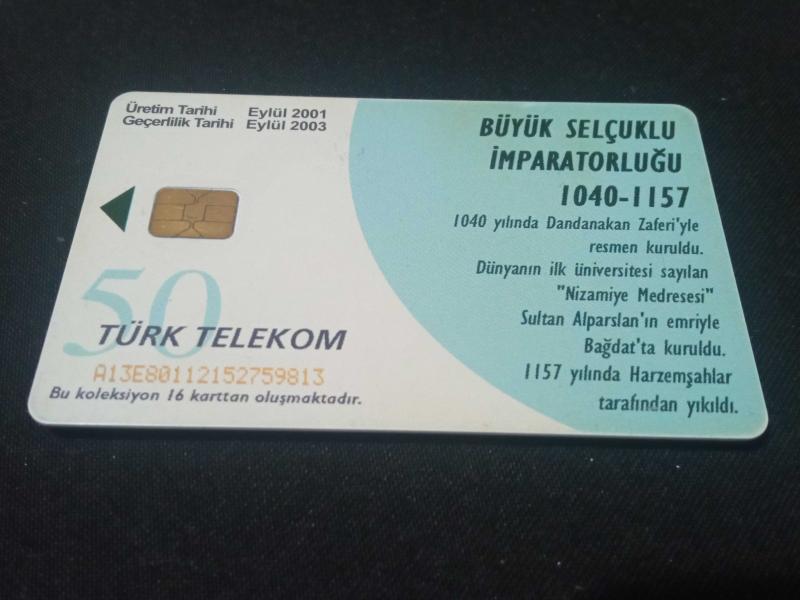 Üretim Tarihi Eylül 2001
Geçerlilik Tarihi Eylül 2003
50
TÜRK TELEKOM
A13E80112152759813
Bu koleksiyon 16 karttan oluşmaktadır.
BÜYÜK SELÇUKLU
İMPARATORLUĞU
1040-1157
1040 yılında Dandanakan Zaferi'yle
resmen kuruldu.
Dünyanın ilk üniversitesi sayılan
"Nizamiye Medresesi"
Sultan Alparslan'ın emriyle
Bağdat'ta kuruldu.
1157 yılında Harzemşahlar
tarafından yıkıldı.